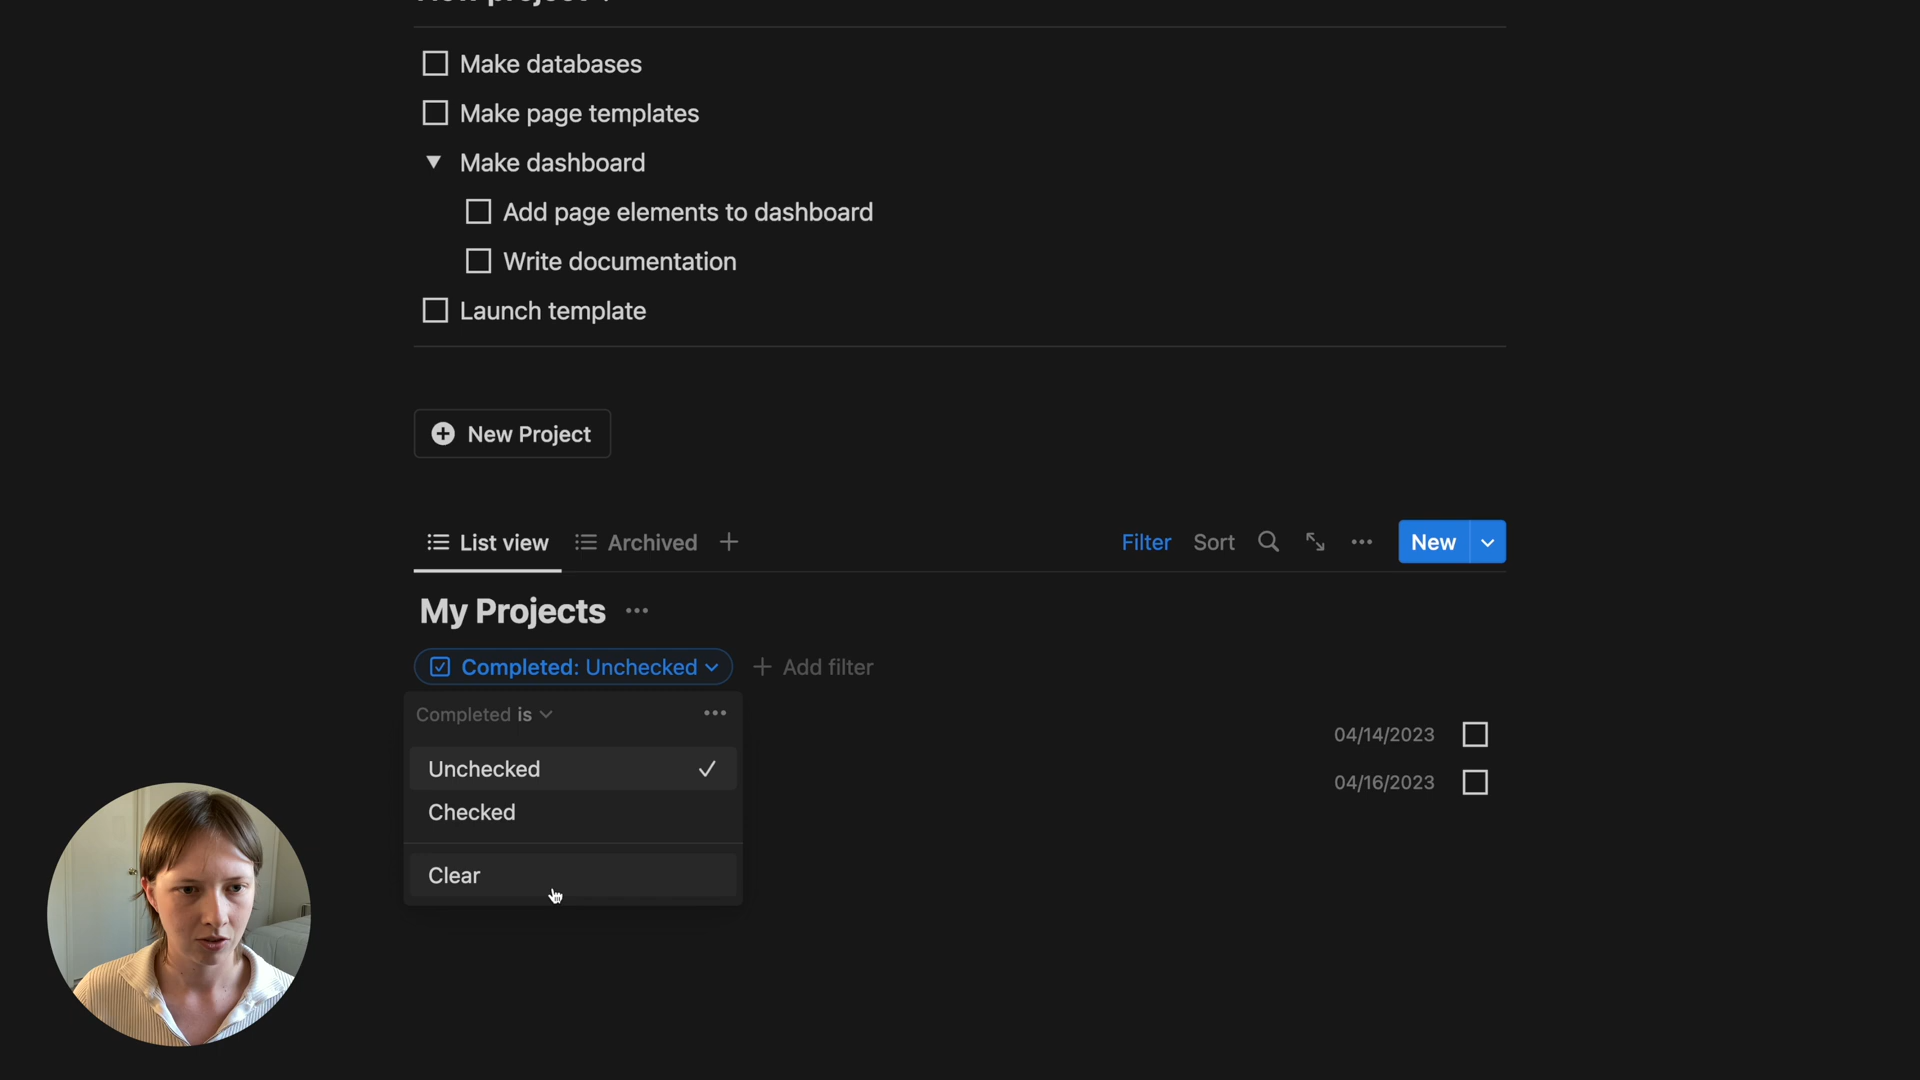 Make databases
Make page templates
Make dashboard
Add page elements to dashboard
Write documentation
Launch template
New Project
List view Archived Filter Sort New
My Projects
Completed: Unchecked Add filter
Completed is
04/14/2023
Unchecked
04/16/2023
Checked
Clear